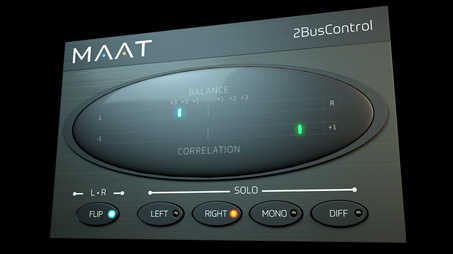 MAAT
2BusControl
BALANCE
+3 +2 +1 +1 +2 +3
L R
-1 +1
CORRELATION
L•R SOLO
FLIP LEFT RIGHT MONO DIFF